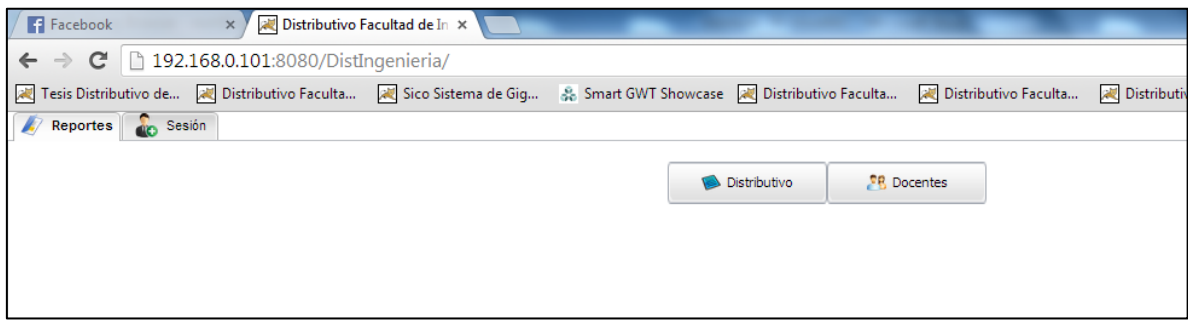 Facebook Distributivo Facultad de In
192.168.0.101:8080/DistIngenieria/
Tesis Distributivo de... Distributivo Faculta... Sico Sistema de Gig... Smart GWT Showcase Distributivo Faculta... Distributivo Faculta... Distributiv
Reportes Sesión
Distributivo Docentes